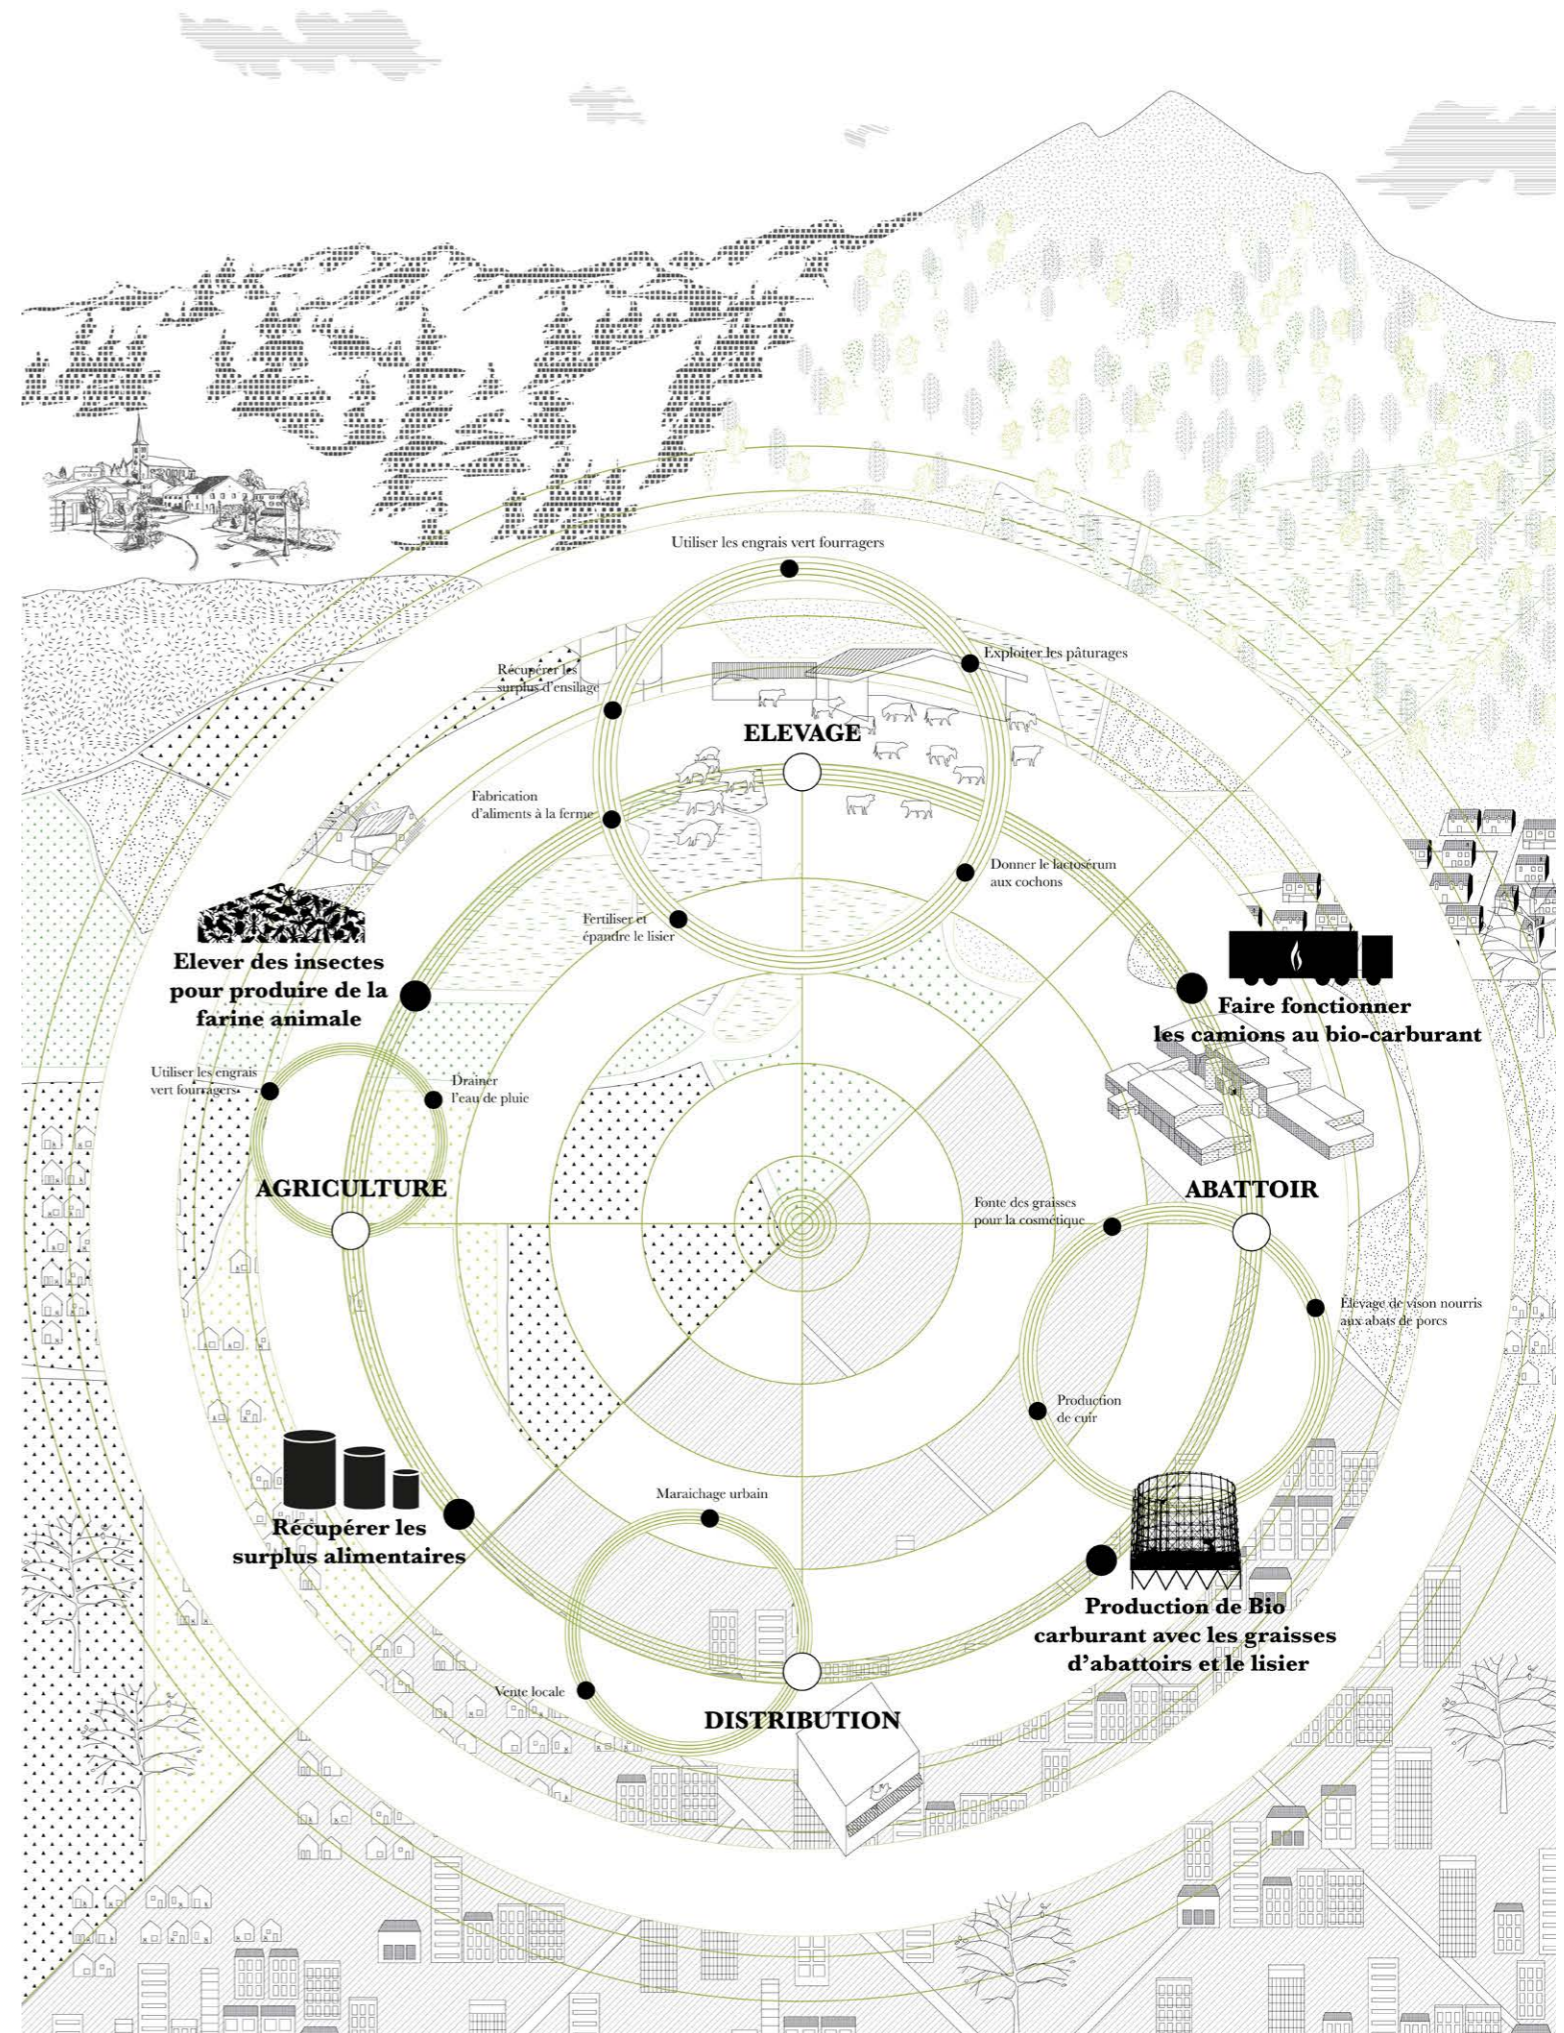 Utiliser les engrais vert fourragers
Exploiter les pâturages
Récupérer les
surplus d'ensilage
ELEVAGE
Fabrication
d'aliments à la ferme
Donner le lactosérum
aux cochons
Fertiliser et
épandre le lisier
Elever des insectes
pour produire de la
farine animale
Faire fonctionner
les camions au bio-carburant
Utiliser les engrais
vert fourragers
Drainer
l'eau de pluie
AGRICULTURE
ABATTOIR
Fonte des graisses
pour la cosmétique
Elevage de vison nourris
aux abats de porcs
Production
de cuir
Récupérer les
surplus alimentaires
Maraichage urbain
Production de Bio
carburant avec les graisses
d'abattoirs et le lisier
Vente locale
DISTRIBUTION